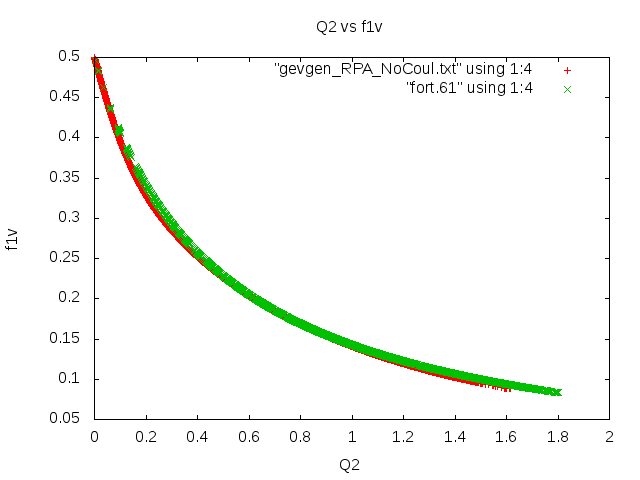 Q2 vs f1v
"gevgen_RPA_NoCoul.txt" using 1:4
"fort.61" using 1:4
0.5
0.45
0.4
0.35
0.3
0.25
0.2
0.15
0.1
0.05
f1v
0 0.2 0.4 0.6 0.8 1 1.2 1.4 1.6 1.8 2
Q2